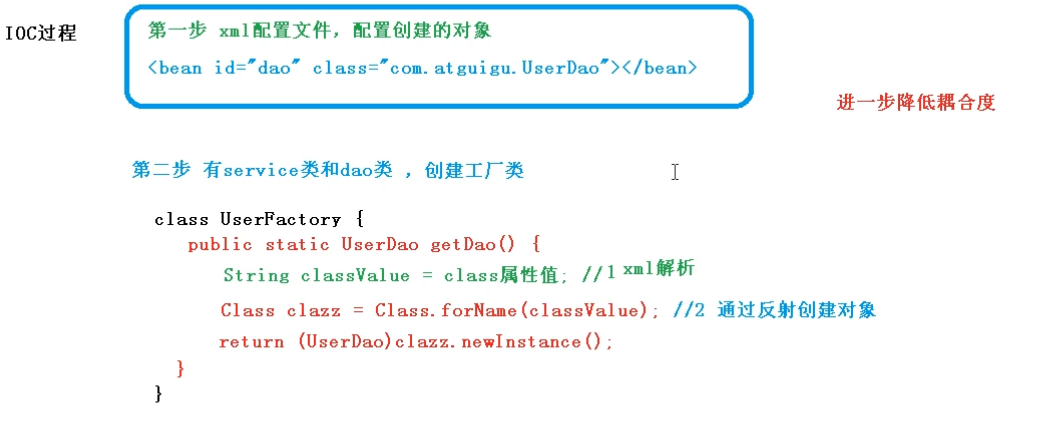 IOC过程
第一步 xml配置文件，配置创建的对象
<bean id="dao" class="com.atguigu.UserDao"></bean>
进一步降低耦合度
第二步 有service类和dao类 ，创建工厂类
class UserFactory {
public static UserDao getDao() {
String classValue = class属性值; //1 xml解析
Class clazz = Class.forName(classValue); //2 通过反射创建对象
return (UserDao)clazz.newInstance();
}
}